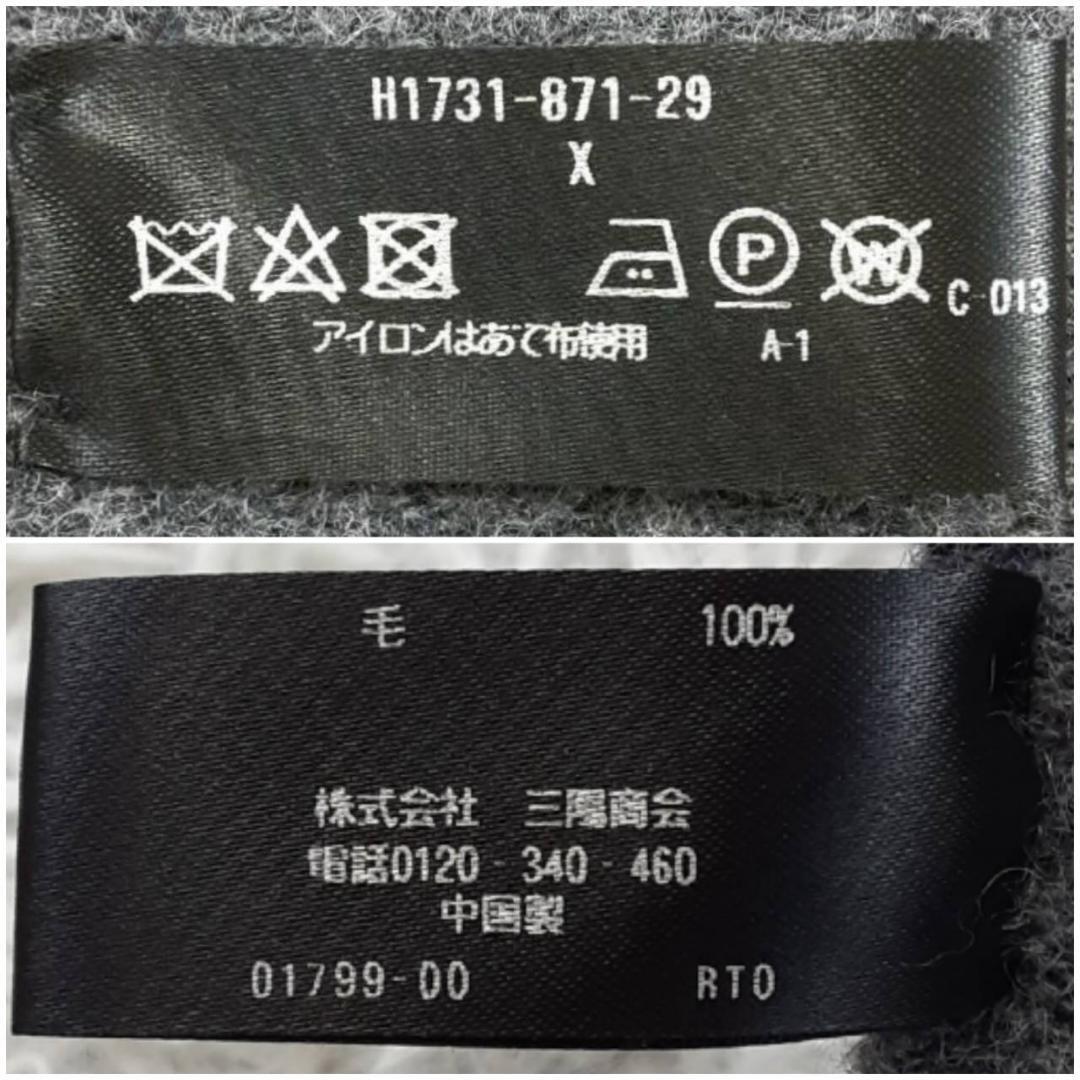 H1731-871-29
X
P W
C-013
アイロンはあて布使用 A-1
毛 100%
株式会社 三陽商会
電話0120-340-460
中国製
01799-00 RTO